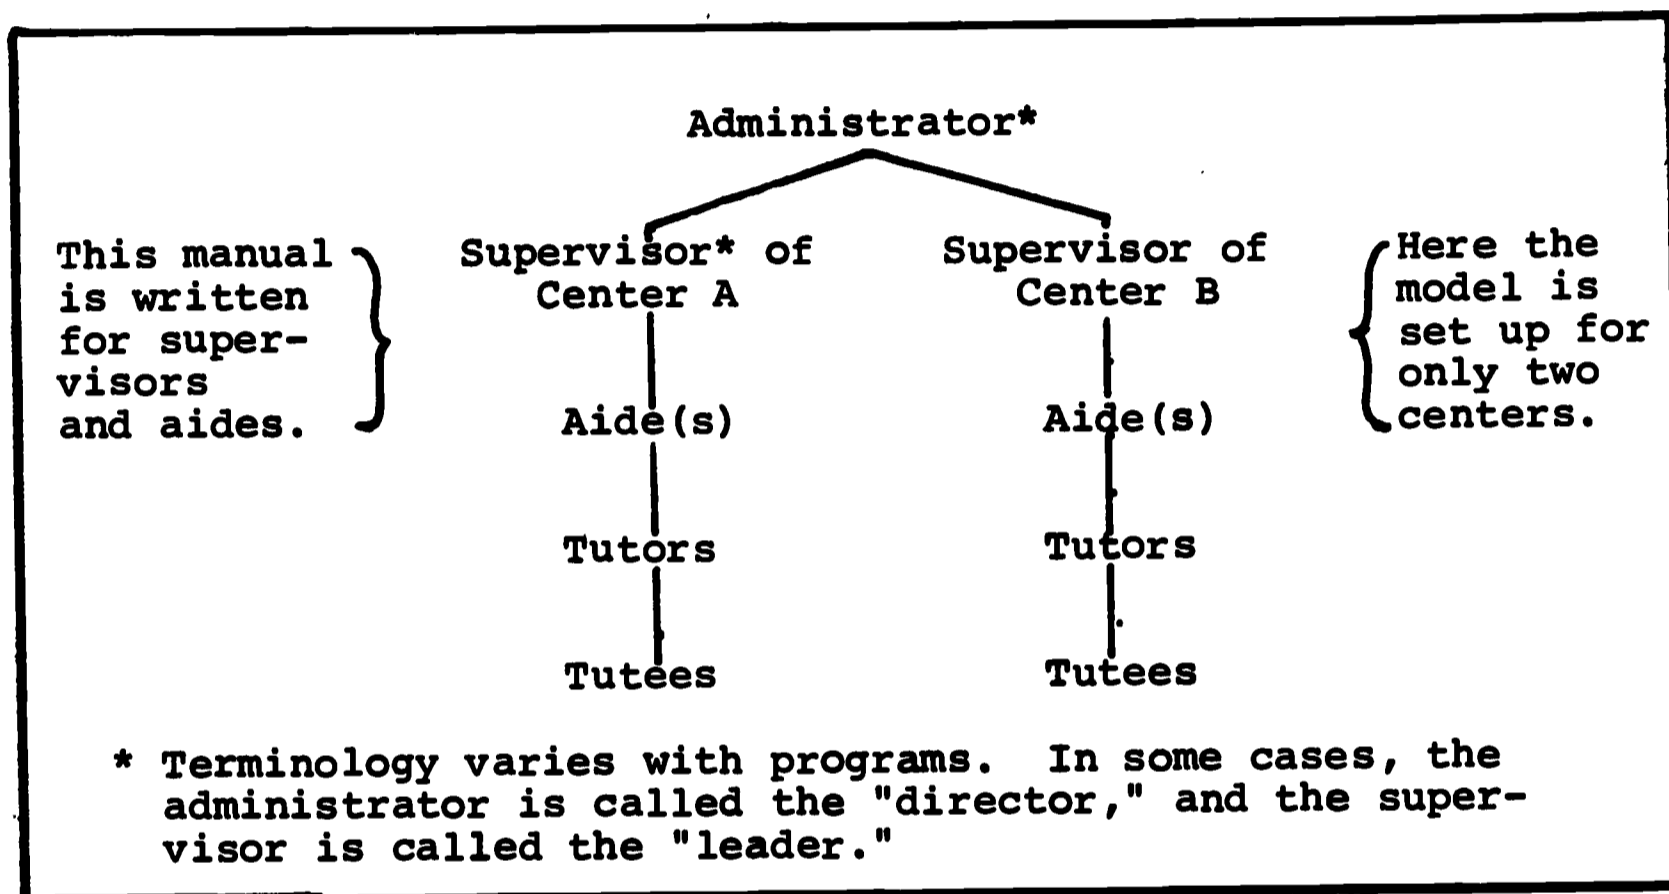 Administrator*
This manual
is written
for super-
visors
and aides.
Supervisor* of
Center A
Supervisor of
Center B
Here the
model is
set up for
only two
centers.
Aide(s)
Aide(s)
Tutors
Tutors
Tutees
Tutees
* Terminology varies with programs. In some cases, the
administrator is called the "director," and the super-
visor is called the "leader."